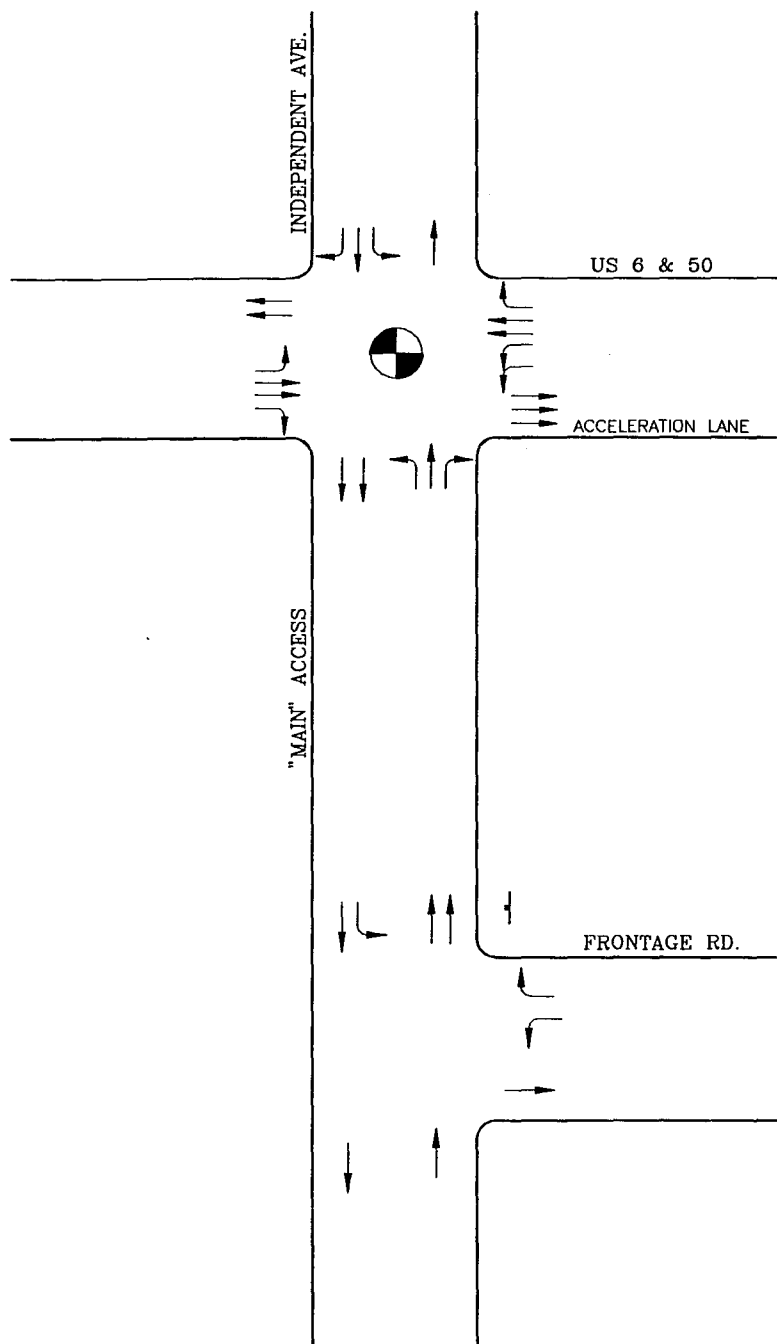 INDEPENDENT AVE.
US 6 & 50
ACCELERATION LANE
"MAIN" ACCESS
FRONTAGE RD.